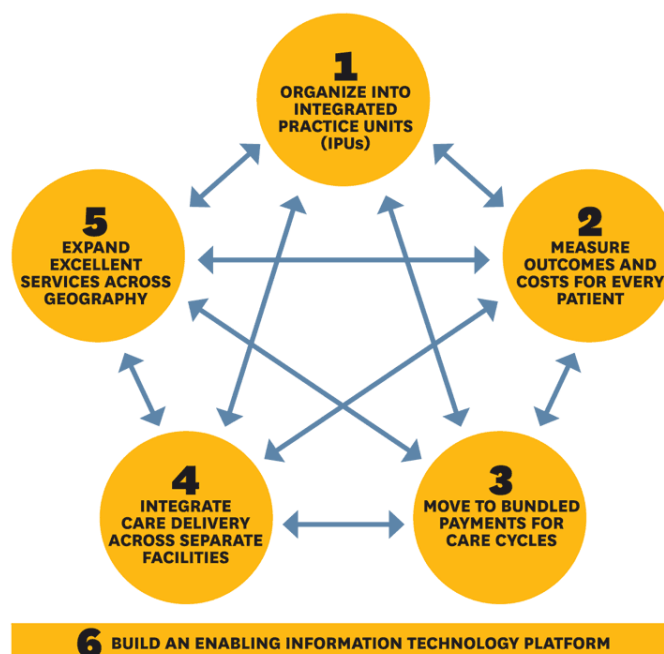 1
ORGANIZE INTO
INTEGRATED
PRACTICE UNITS
(IPUs)
2
MEASURE
OUTCOMES AND
COSTS FOR EVERY
PATIENT
3
MOVE TO BUNDLED
PAYMENTS FOR
CARE CYCLES
4
INTEGRATE
CARE DELIVERY
ACROSS SEPARATE
FACILITIES
5
EXPAND
EXCELLENT
SERVICES ACROSS
GEOGRAPHY
6 BUILD AN ENABLING INFORMATION TECHNOLOGY PLATFORM